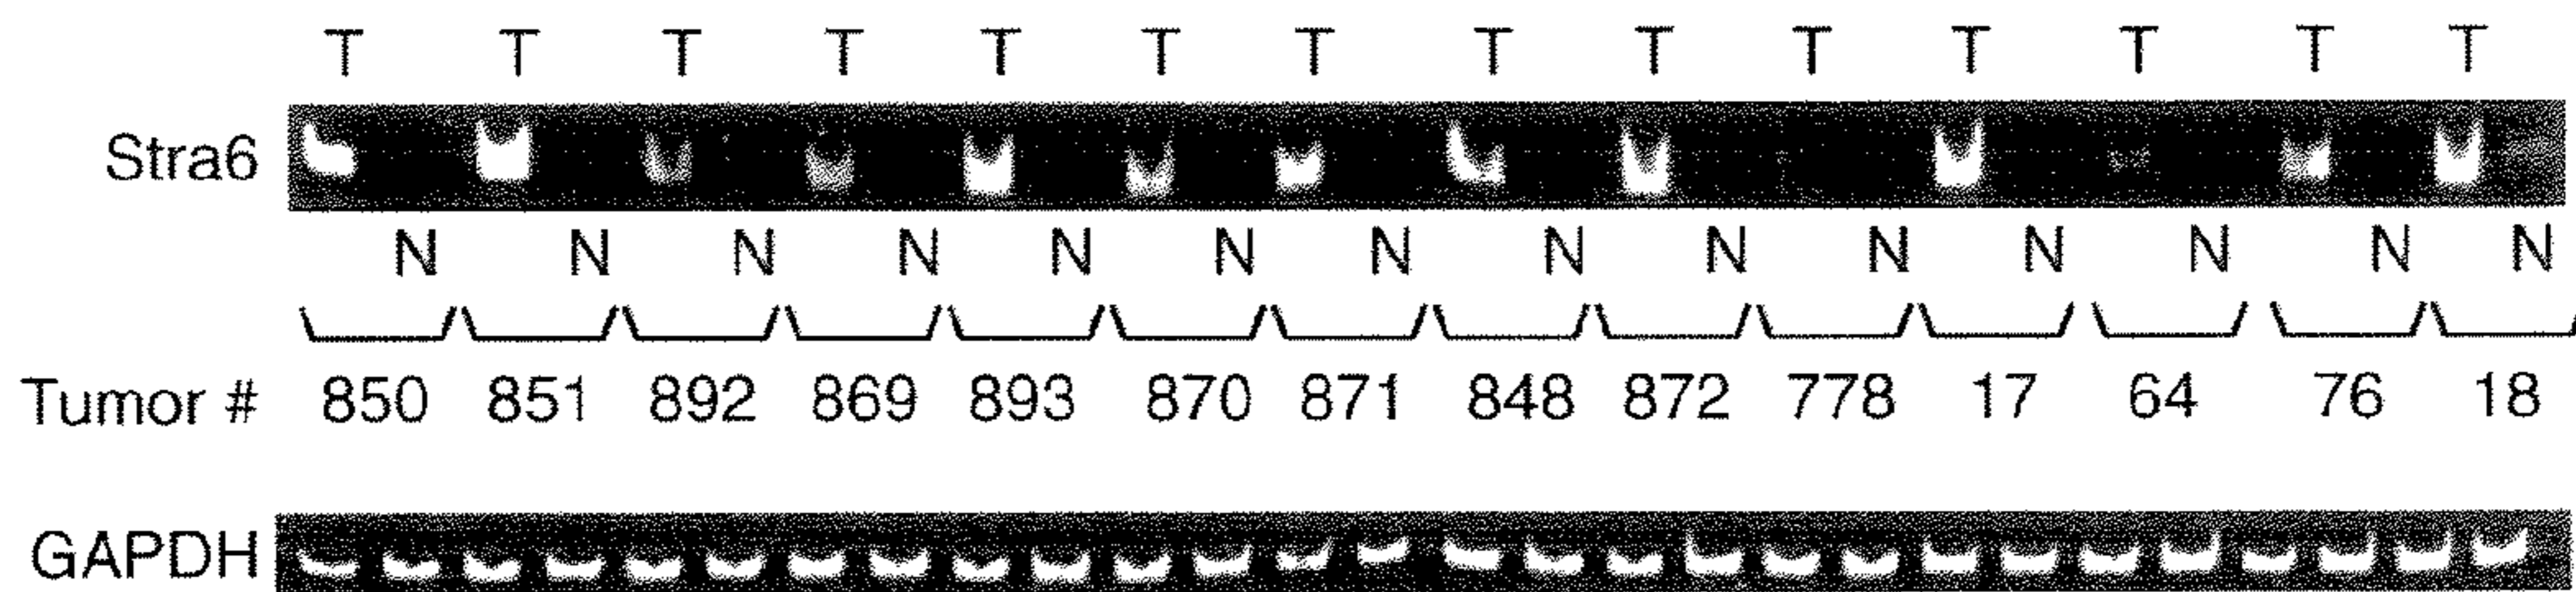 T T T T T T T T T T T T T T
Stra6
N N N N N N N N N N N N N N
Tumor # 850 851 892 869 893 870 871 848 872 778 17 64 76 18
GAPDH